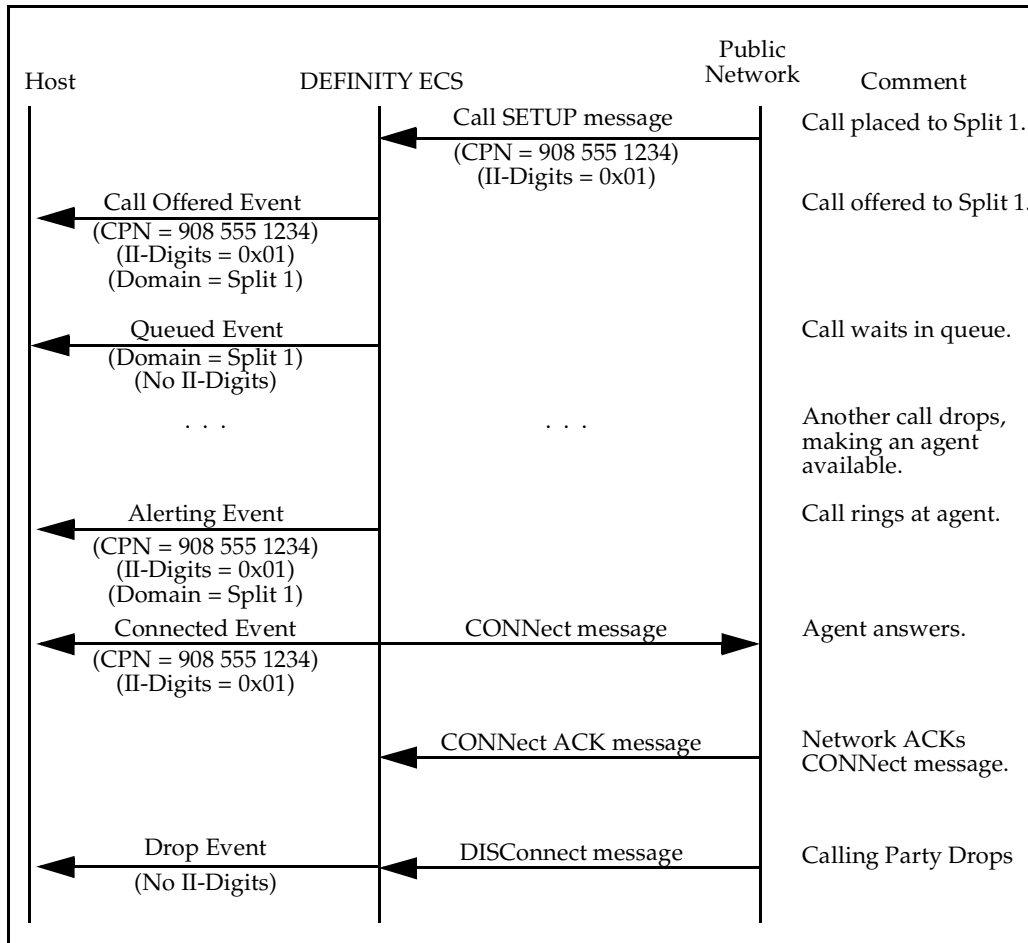 Host
DEFINITY ECS
Public
Network
Comment
Call SETUP message
(CPN = 908 555 1234)
(II-Digits = 0x01)
Call placed to Split 1.
Call Offered Event
(CPN = 908 555 1234)
(II-Digits = 0x01)
(Domain = Split 1)
Call offered to Split 1.
Queued Event
(Domain = Split 1)
(No II-Digits)
Call waits in queue.
. . .
. . .
Another call drops,
making an agent
available.
Alerting Event
(CPN = 908 555 1234)
(II-Digits = 0x01)
(Domain = Split 1)
Call rings at agent.
Connected Event
(CPN = 908 555 1234)
(II-Digits = 0x01)
CONNect message
Agent answers.
CONNect ACK message
Network ACKs
CONNect message.
Drop Event
(No II-Digits)
DISConnect message
Calling Party Drops